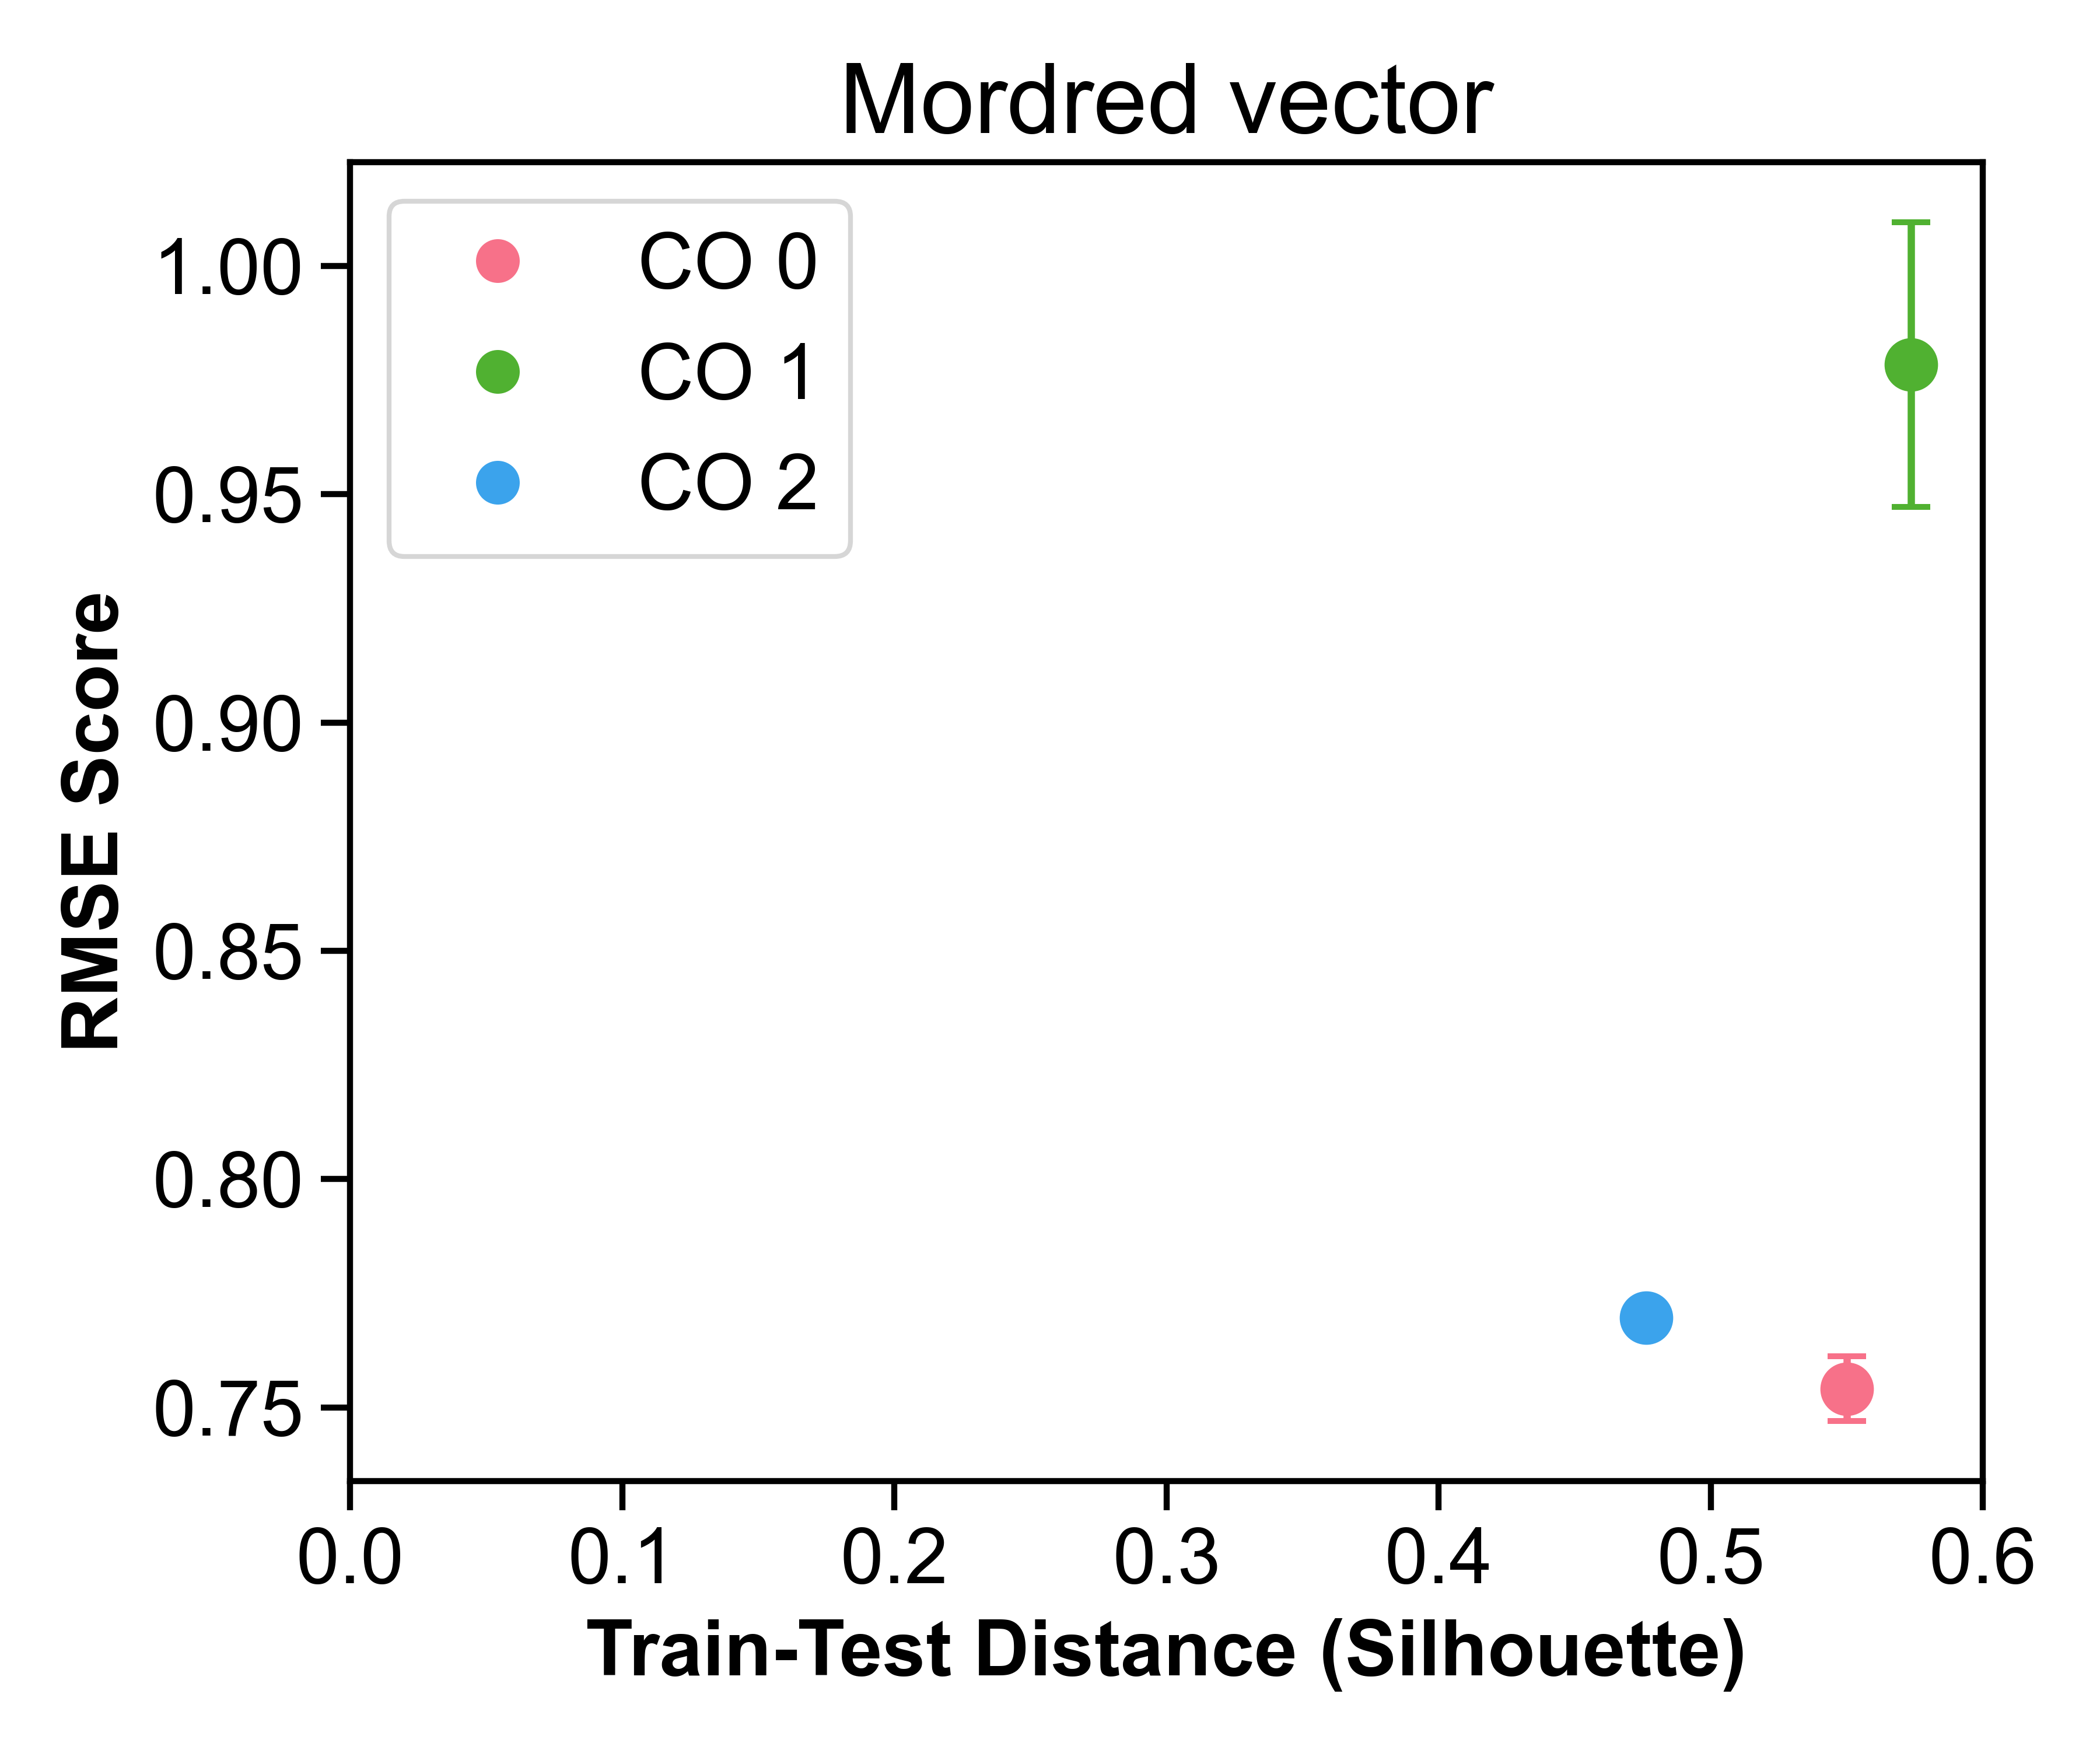 Mordred vector
CO 0
CO 1
CO 2
1.00
0.95
0.90
0.85
0.80
0.75
RMSE Score
0.0 0.1 0.2 0.3 0.4 0.5 0.6
Train-Test Distance (Silhouette)